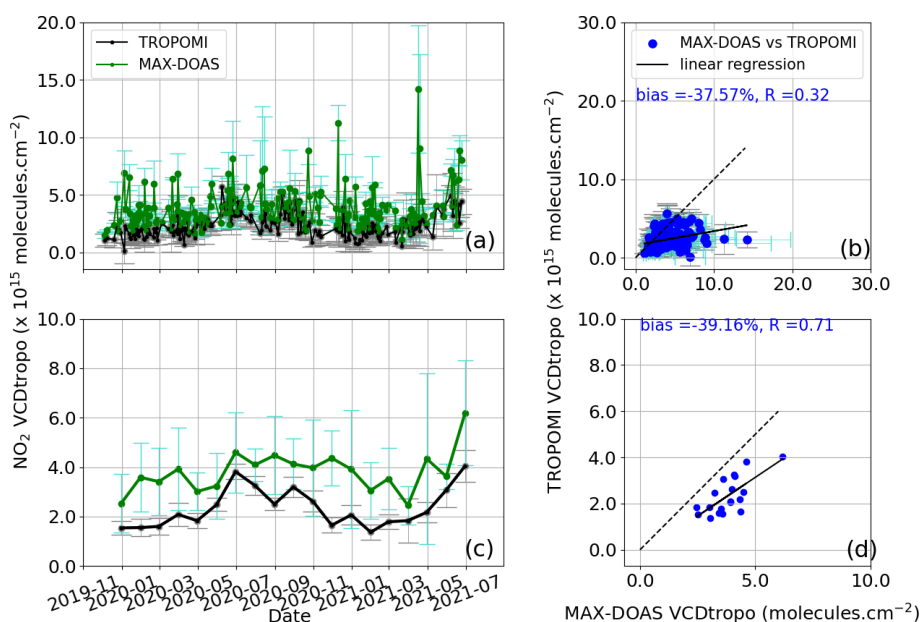 TROPOMI
MAX-DOAS
20.0
15.0
10.0
5.0
0.0
(a)
30.0
20.0
10.0
0.0
MAX-DOAS vs TROPOMI
linear regression
bias =-37.57%, R =0.32
(b)
0.0 10.0 20.0 30.0
NO₂ VCDtropo (x 10¹⁵ molecules.cm⁻²)
TROPOMI VCDtropo (x 10¹⁵ molecules.cm⁻²)
10.0
8.0
6.0
4.0
2.0
0.0
(c)
2019-11 2020-01 2020-03 2020-05 2020-07 2020-09 2020-11 2021-01 2021-03 2021-05 2021-07
Date
10.0
8.0
6.0
4.0
2.0
0.0
bias =-39.16%, R =0.71
(d)
0.0 5.0 10.0
MAX-DOAS VCDtropo (molecules.cm⁻²)